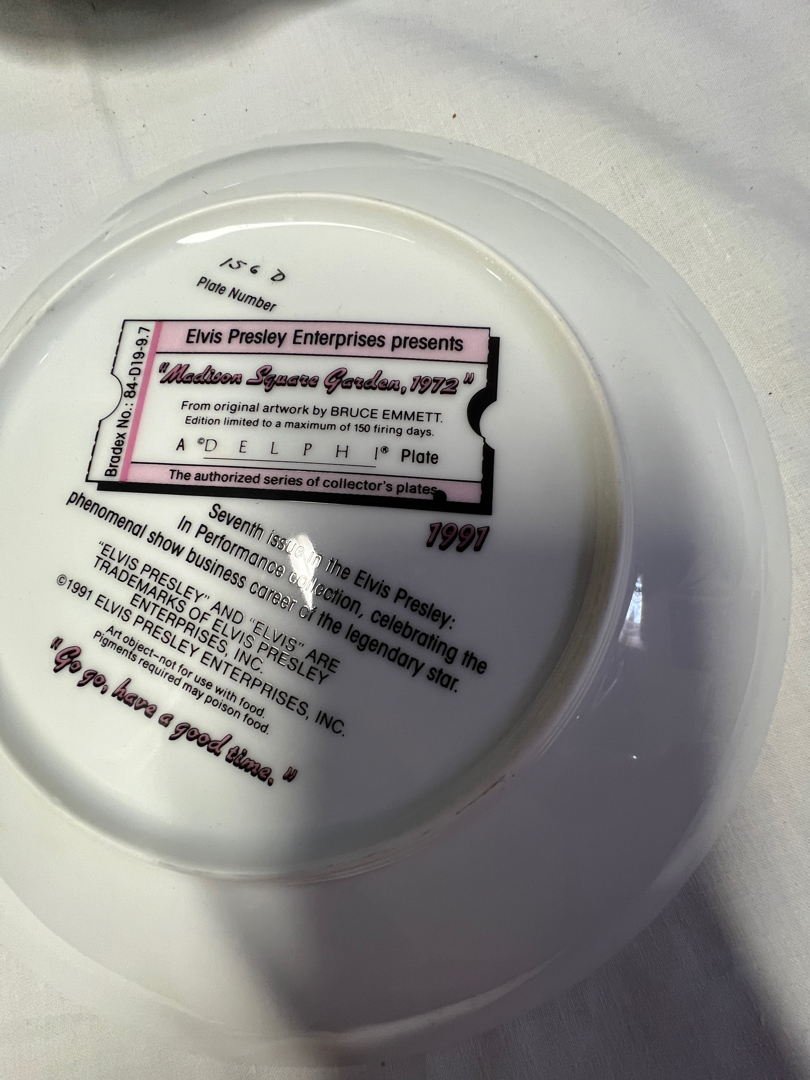 156 D
Plate Number
Bradex No.: 84-D19-9.7
Elvis Presley Enterprises presents
"Madison Square Garden, 1972"
From original artwork by BRUCE EMMETT.
Edition limited to a maximum of 150 firing days.
A ©DELPHI® Plate
The authorized series of collector's plates
1991
Seventh issue in the Elvis Presley:
In Performance collection, celebrating the
phenomenal show business career of the legendary star.
"ELVIS PRESLEY" AND "ELVIS" ARE
TRADEMARKS OF ELVIS PRESLEY
ENTERPRISES, INC.
©1991 ELVIS PRESLEY ENTERPRISES, INC.
Art object–not for use with food.
Pigments required may poison food.
"Go go, have a good time."